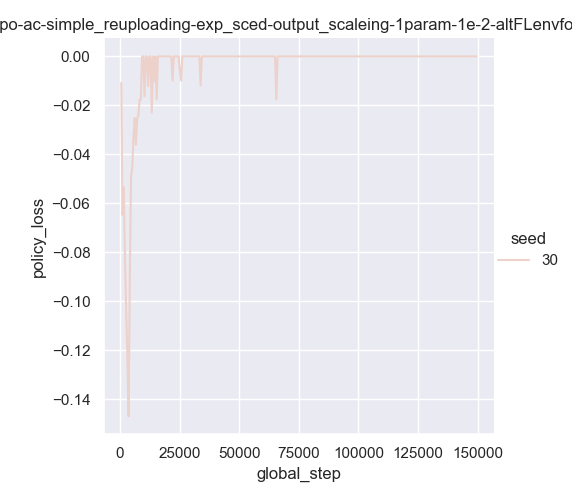 po-ac-simple_reuploading-exp_sced-output_scaleing-1param-1e-2-altFLenvfo
0.00
−0.02
−0.04
−0.06
−0.08
−0.10
−0.12
−0.14
policy_loss
0 25000 50000 75000 100000 125000 150000
global_step
seed
30